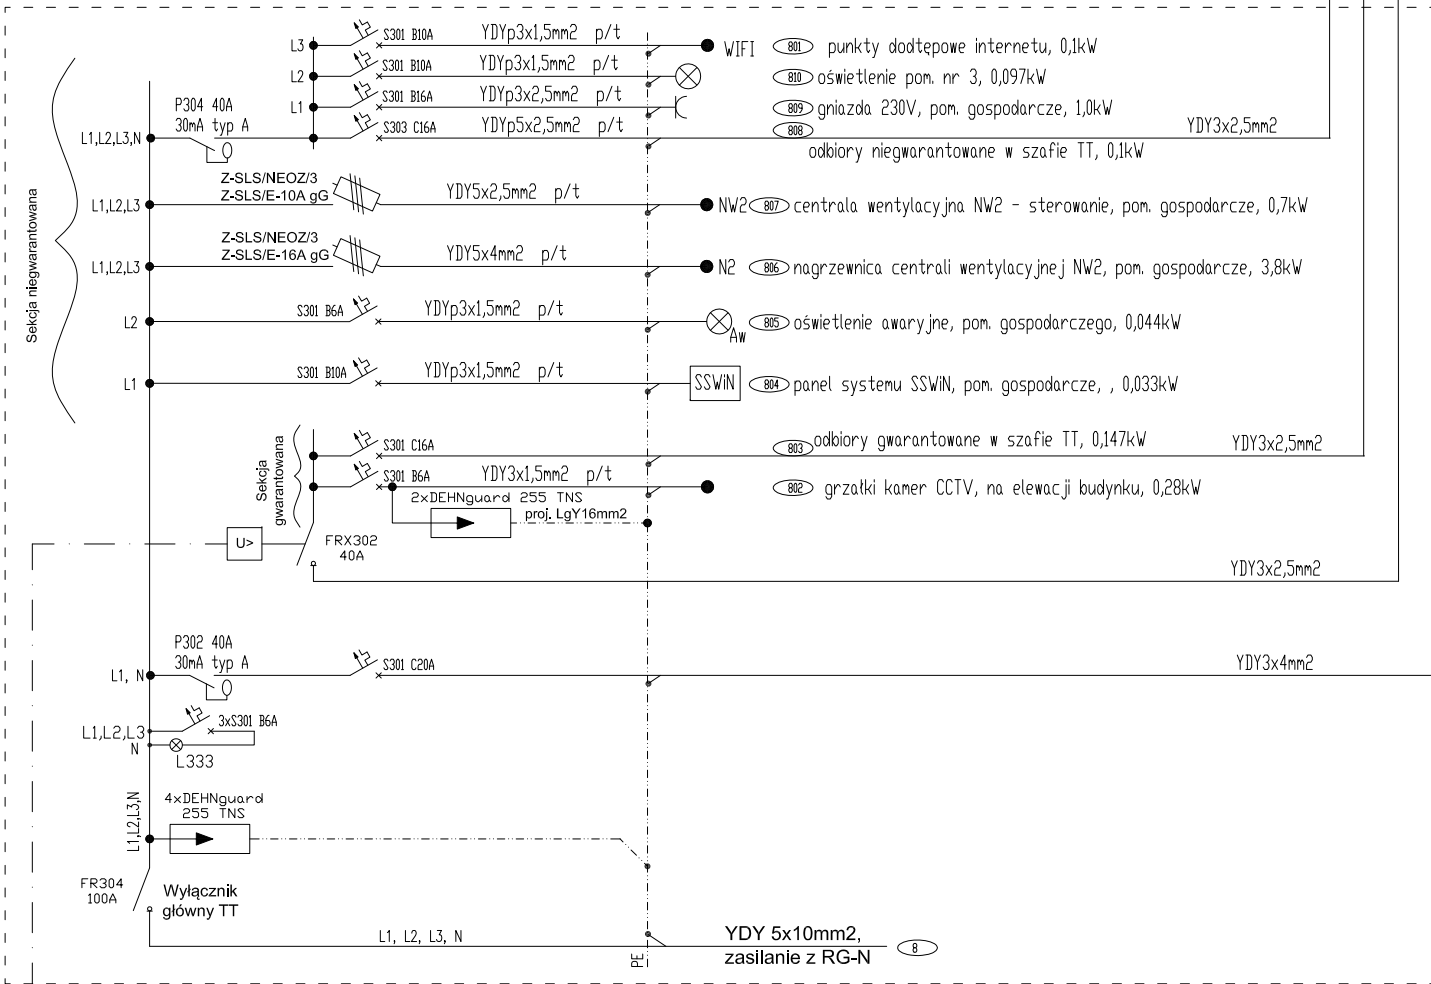 L3
S301 B10A
YDYp3x1,5mm2 p/t
WIFI
801
punkty dodtępowe internetu, 0,1kW
L2
S301 B10A
YDYp3x1,5mm2 p/t
810
oświetlenie pom. nr 3, 0,097kW
L1
S301 B16A
YDYp3x2,5mm2 p/t
809
gniazda 230V, pom. gospodarcze, 1,0kW
P304 40A
30mA typ A
L1,L2,L3,N
S303 C16A
YDYp5x2,5mm2 p/t
808
YDY3x2,5mm2
odbiory niegwarantowane w szafie TT, 0,1kW
Sekcja niegwarantowana
Z-SLS/NEOZ/3
Z-SLS/E-10A gG
L1,L2,L3
YDY5x2,5mm2 p/t
NW2
807
centrala wentylacyjna NW2 - sterowanie, pom. gospodarcze, 0,7kW
Z-SLS/NEOZ/3
Z-SLS/E-16A gG
L1,L2,L3
YDY5x4mm2 p/t
N2
806
nagrzewnica centrali wentylacyjnej NW2, pom. gospodarcze, 3,8kW
L2
S301 B6A
YDYp3x1,5mm2 p/t
Aw
805
oświetlenie awaryjne, pom. gospodarczego, 0,044kW
L1
S301 B10A
YDYp3x1,5mm2 p/t
SSWiN
804
panel systemu SSWiN, pom. gospodarcze, , 0,033kW
Sekcja
gwarantowana
S301 C16A
803
odbiory gwarantowane w szafie TT, 0,147kW
YDY3x2,5mm2
S301 B6A
YDY3x1,5mm2 p/t
802
grzałki kamer CCTV, na elewacji budynku, 0,28kW
2xDEHNguard 255 TNS
proj. LgY16mm2
U>
FRX302
40A
YDY3x2,5mm2
P302 40A
30mA typ A
L1, N
S301 C20A
YDY3x4mm2
L1,L2,L3
N
3xS301 B6A
L333
4xDEHNguard
255 TNS
L1,L2,L3,N
FR304
100A
Wyłącznik
główny TT
L1, L2, L3, N
PE
YDY 5x10mm2,
zasilanie z RG-N
8